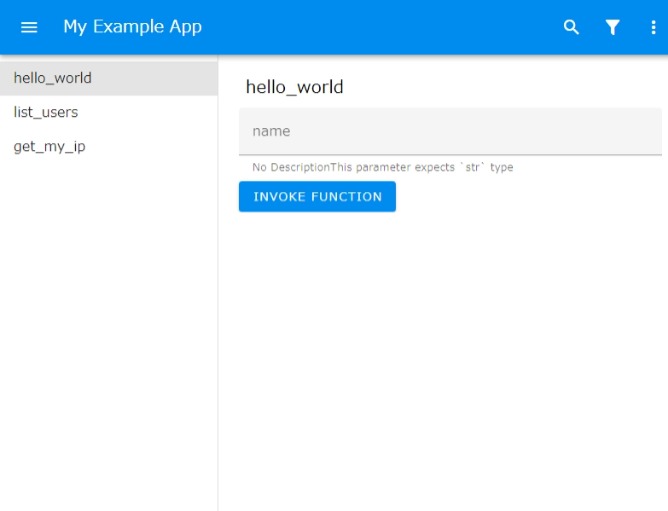 My Example App
hello_world
list_users
get_my_ip
hello_world
name
No DescriptionThis parameter expects `str` type
INVOKE FUNCTION